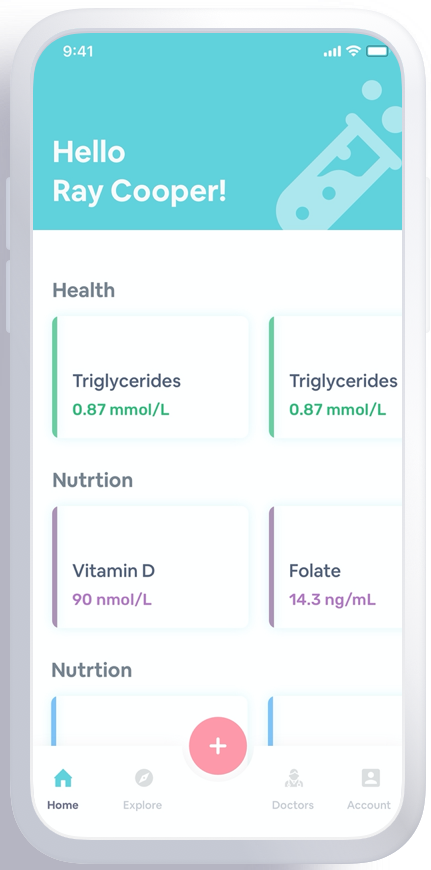 9:41
Hello
Ray Cooper!
Health
Triglycerides
0.87 mmol/L
Triglycerides
0.87 mmol/L
Nutrtion
Vitamin D
90 nmol/L
Folate
14.3 ng/mL
Nutrtion
+
Home
Explore
Doctors
Account